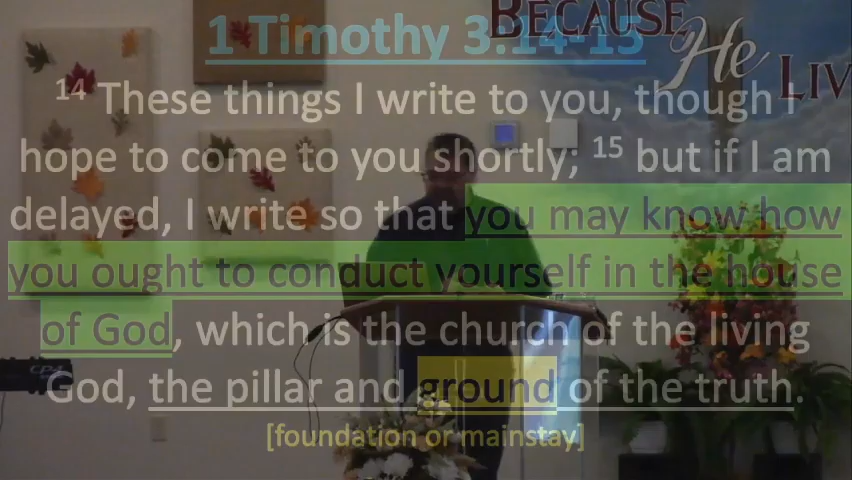 1 Timothy 3.14-15
BECAUSE
He
LIV
14 These things I write to you, though I
hope to come to you shortly; 15 but if I am
delayed, I write so that you may know how
you ought to conduct yourself in the house
of God, which is the church of the living
God, the pillar and ground of the truth.
[foundation or mainstay]